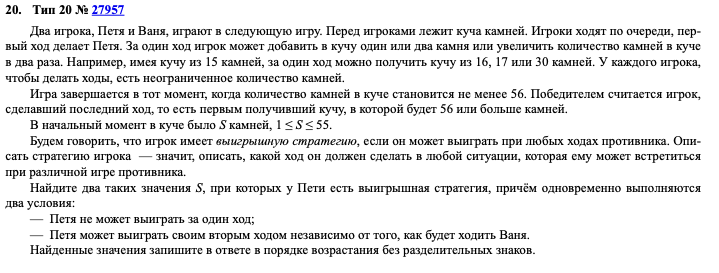 20. Тип 20 № 27957
Два игрока, Петя и Ваня, играют в следующую игру. Перед игроками лежит куча камней. Игроки ходят по очереди, пер-
вый ход делает Петя. За один ход игрок может добавить в кучу один или два камня или увеличить количество камней в куче
в два раза. Например, имея кучу из 15 камней, за один ход можно получить кучу из 16, 17 или 30 камней. У каждого игрока,
чтобы делать ходы, есть неограниченное количество камней.
Игра завершается в тот момент, когда количество камней в куче становится не менее 56. Победителем считается игрок,
сделавший последний ход, то есть первым получивший кучу, в которой будет 56 или больше камней.
В начальный момент в куче было S камней, 1 ≤ S ≤ 55.
Будем говорить, что игрок имеет выигрышную стратегию, если он может выиграть при любых ходах противника. Опи-
сать стратегию игрока — значит, описать, какой ход он должен сделать в любой ситуации, которая ему может встретиться
при различной игре противника.
Найдите два таких значения S, при которых у Пети есть выигрышная стратегия, причём одновременно выполняются
два условия:
— Петя не может выиграть за один ход;
— Петя может выиграть своим вторым ходом независимо от того, как будет ходить Ваня.
Найденные значения запишите в ответе в порядке возрастания без разделительных знаков.